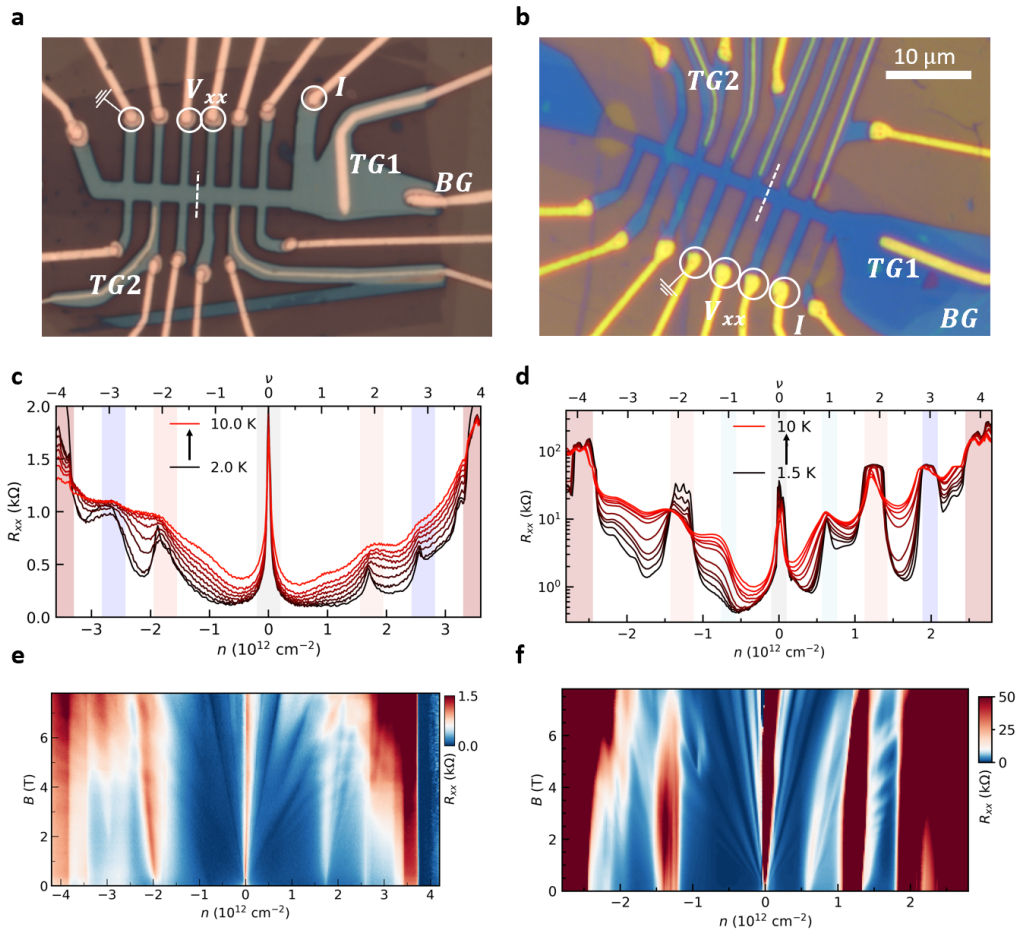 a
V_xx
I
TG1
BG
TG2
b
TG2
10 μm
TG1
V_xx
I
BG
c
ν
−4 −3 −2 −1 0 1 2 3 4
2.0
1.5
1.0
0.5
0.0
R_xx (kΩ)
10.0 K
2.0 K
−3 −2 −1 0 1 2 3
n (10^12 cm^−2)
d
ν
−4 −3 −2 −1 0 1 2 3 4
10^2
10^1
10^0
R_xx (kΩ)
10 K
1.5 K
−2 −1 0 1 2
n (10^12 cm^−2)
e
6
4
2
0
B (T)
−4 −3 −2 −1 0 1 2 3 4
n (10^12 cm^−2)
1.5
0.0
R_xx (kΩ)
f
6
4
2
0
B (T)
−2 −1 0 1 2
n (10^12 cm^−2)
50
25
0
R_xx (kΩ)